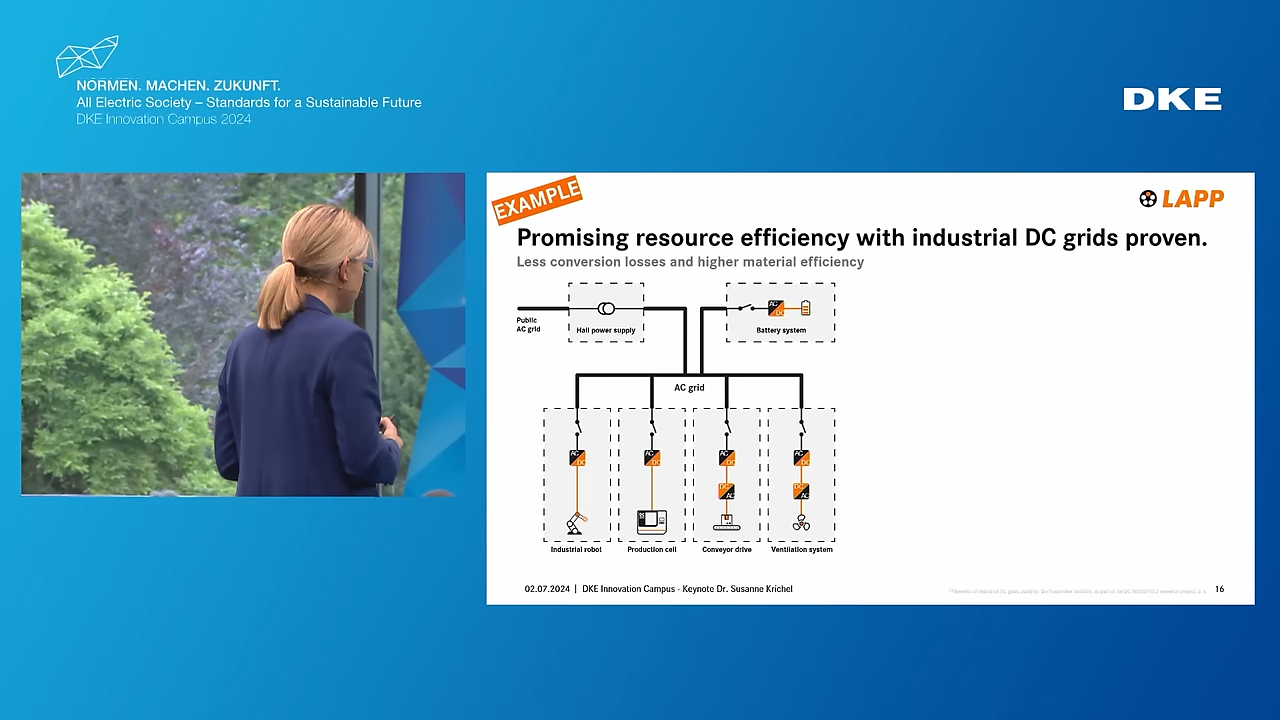 NORMEN. MACHEN. ZUKUNFT.
All Electric Society – Standards for a Sustainable Future
DKE Innovation Campus 2024
DKE
EXAMPLE
LAPP
Promising resource efficiency with industrial DC grids proven.
Less conversion losses and higher material efficiency
Public
AC grid
Hall power supply
AC
DC
Battery system
AC grid
AC
DC
AC
DC
AC
DC
AC
DC
DC
AC
DC
AC
Industrial robot
Production cell
Conveyor drive
Ventilation system
02.07.2024 | DKE Innovation Campus - Keynote Dr. Susanne Krichel
16